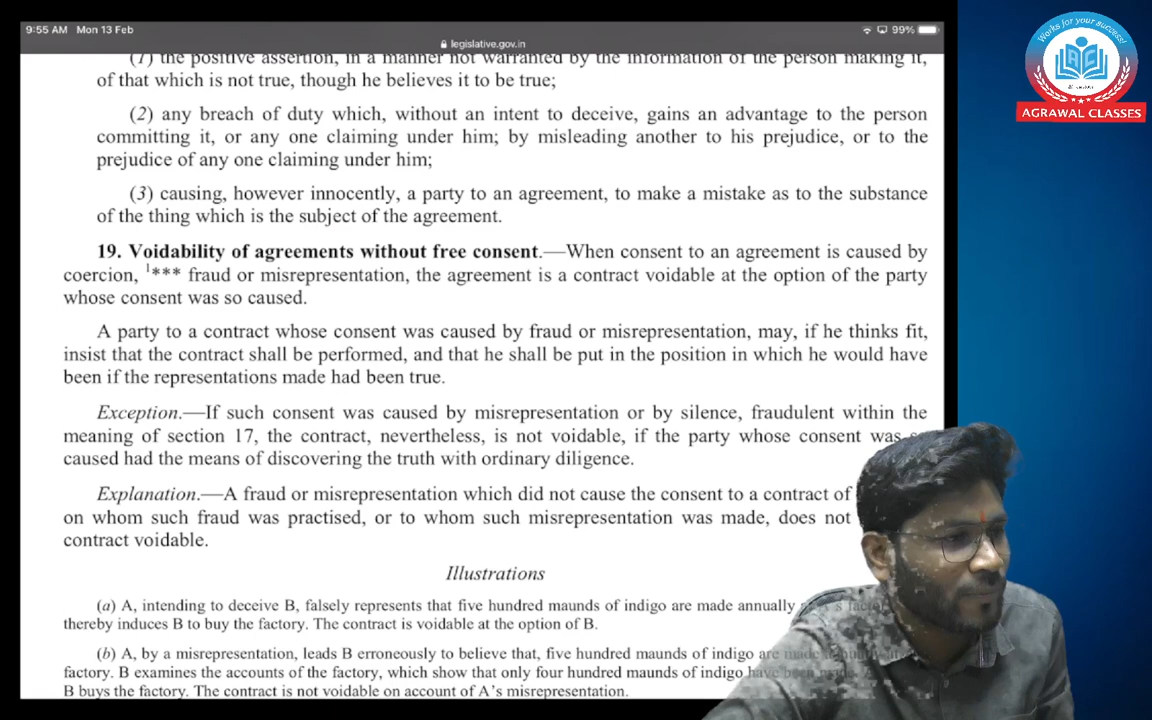 9:55 AM Mon 13 Feb
99%
legislative.gov.in
Works for your success!
AC
AGRAWAL CLASSES
(1) the positive assertion, in a manner not warranted by the information of the person making it,
of that which is not true, though he believes it to be true;
(2) any breach of duty which, without an intent to deceive, gains an advantage to the person
committing it, or any one claiming under him; by misleading another to his prejudice, or to the
prejudice of any one claiming under him;
(3) causing, however innocently, a party to an agreement, to make a mistake as to the substance
of the thing which is the subject of the agreement.
19. Voidability of agreements without free consent.—When consent to an agreement is caused by
coercion, 1*** fraud or misrepresentation, the agreement is a contract voidable at the option of the party
whose consent was so caused.
A party to a contract whose consent was caused by fraud or misrepresentation, may, if he thinks fit,
insist that the contract shall be performed, and that he shall be put in the position in which he would have
been if the representations made had been true.
Exception.—If such consent was caused by misrepresentation or by silence, fraudulent within the
meaning of section 17, the contract, nevertheless, is not voidable, if the party whose consent was
caused had the means of discovering the truth with ordinary diligence.
Explanation.—A fraud or misrepresentation which did not cause the consent to a contract of
on whom such fraud was practised, or to whom such misrepresentation was made, does not
contract voidable.
Illustrations
(a) A, intending to deceive B, falsely represents that five hundred maunds of indigo are made annually
thereby induces B to buy the factory. The contract is voidable at the option of B.
(b) A, by a misrepresentation, leads B erroneously to believe that, five hundred maunds of indigo are made
factory. B examines the accounts of the factory, which show that only four hundred maunds of indigo have been made
B buys the factory. The contract is not voidable on account of A's misrepresentation.